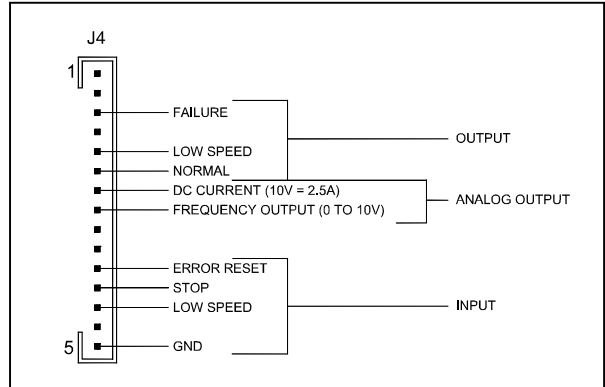 J4
1
FAILURE
OUTPUT
LOW SPEED
NORMAL
DC CURRENT (10V = 2.5A)
ANALOG OUTPUT
FREQUENCY OUTPUT (0 TO 10V)
ERROR RESET
STOP
LOW SPEED
INPUT
5
GND